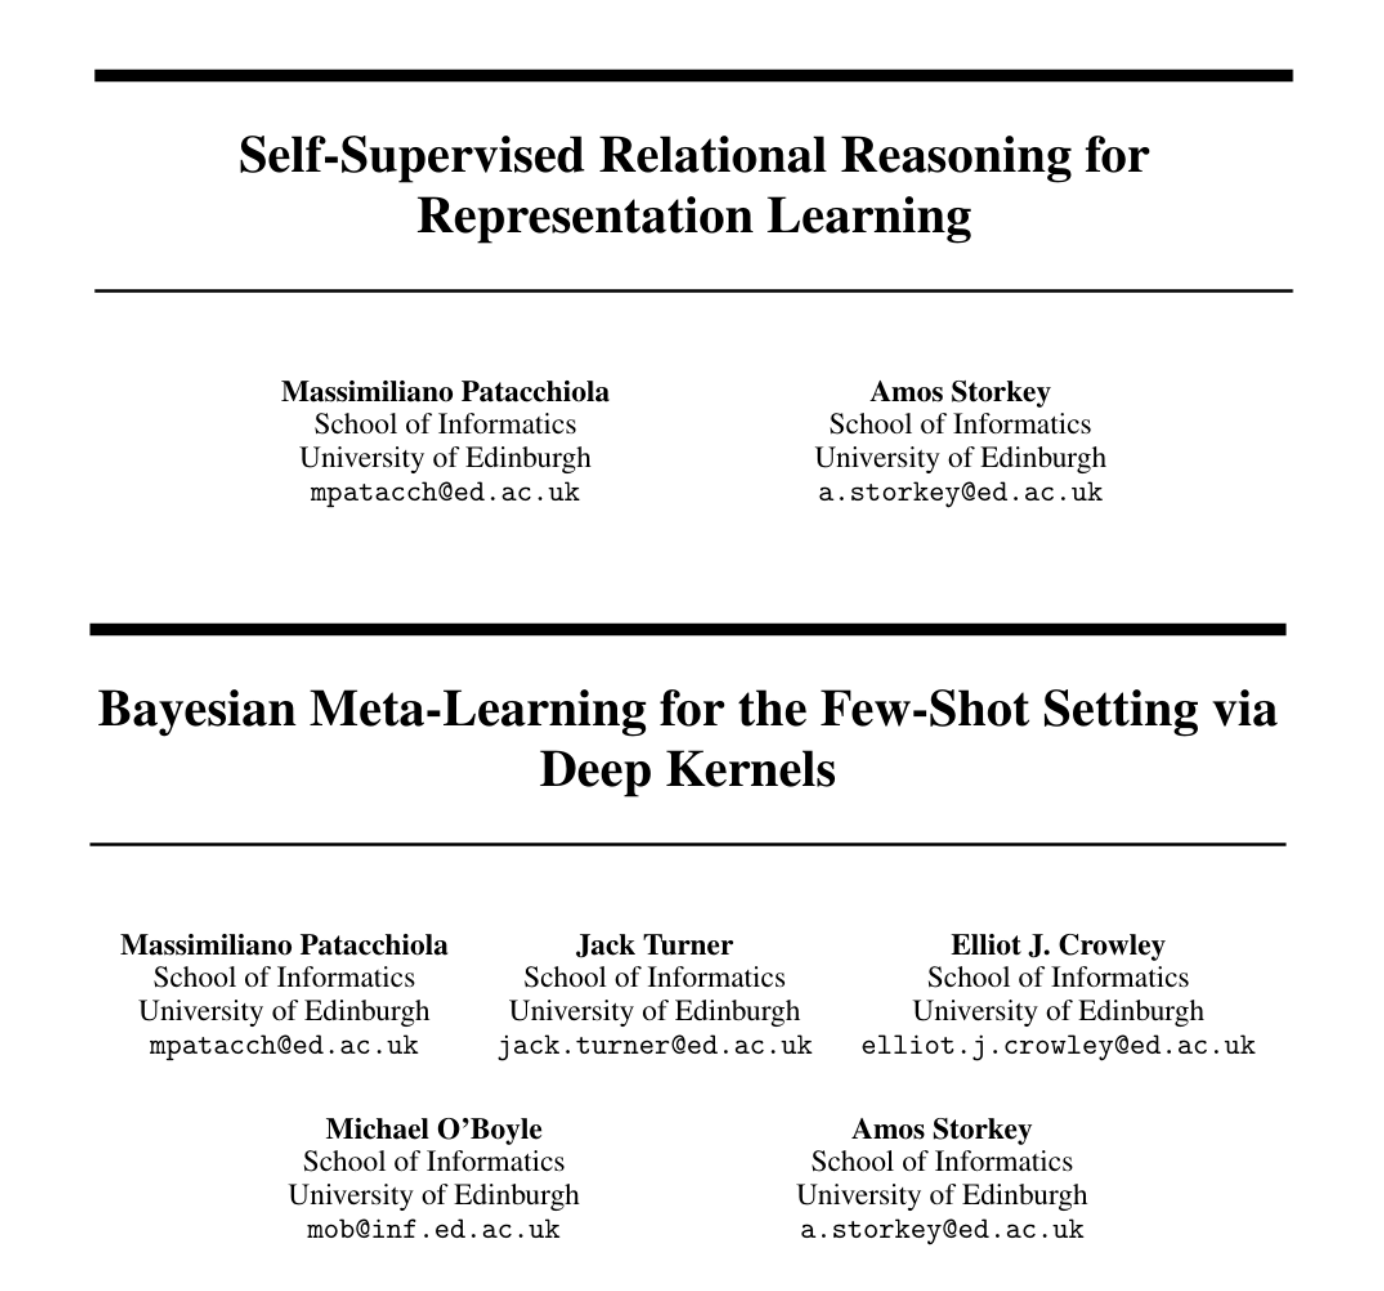 Self-Supervised Relational Reasoning for
Representation Learning
Massimiliano Patacchiola
School of Informatics
University of Edinburgh
mpatacch@ed.ac.uk
Amos Storkey
School of Informatics
University of Edinburgh
a.storkey@ed.ac.uk
Bayesian Meta-Learning for the Few-Shot Setting via
Deep Kernels
Massimiliano Patacchiola
School of Informatics
University of Edinburgh
mpatacch@ed.ac.uk
Jack Turner
School of Informatics
University of Edinburgh
jack.turner@ed.ac.uk
Elliot J. Crowley
School of Informatics
University of Edinburgh
elliot.j.crowley@ed.ac.uk
Michael O'Boyle
School of Informatics
University of Edinburgh
mob@inf.ed.ac.uk
Amos Storkey
School of Informatics
University of Edinburgh
a.storkey@ed.ac.uk